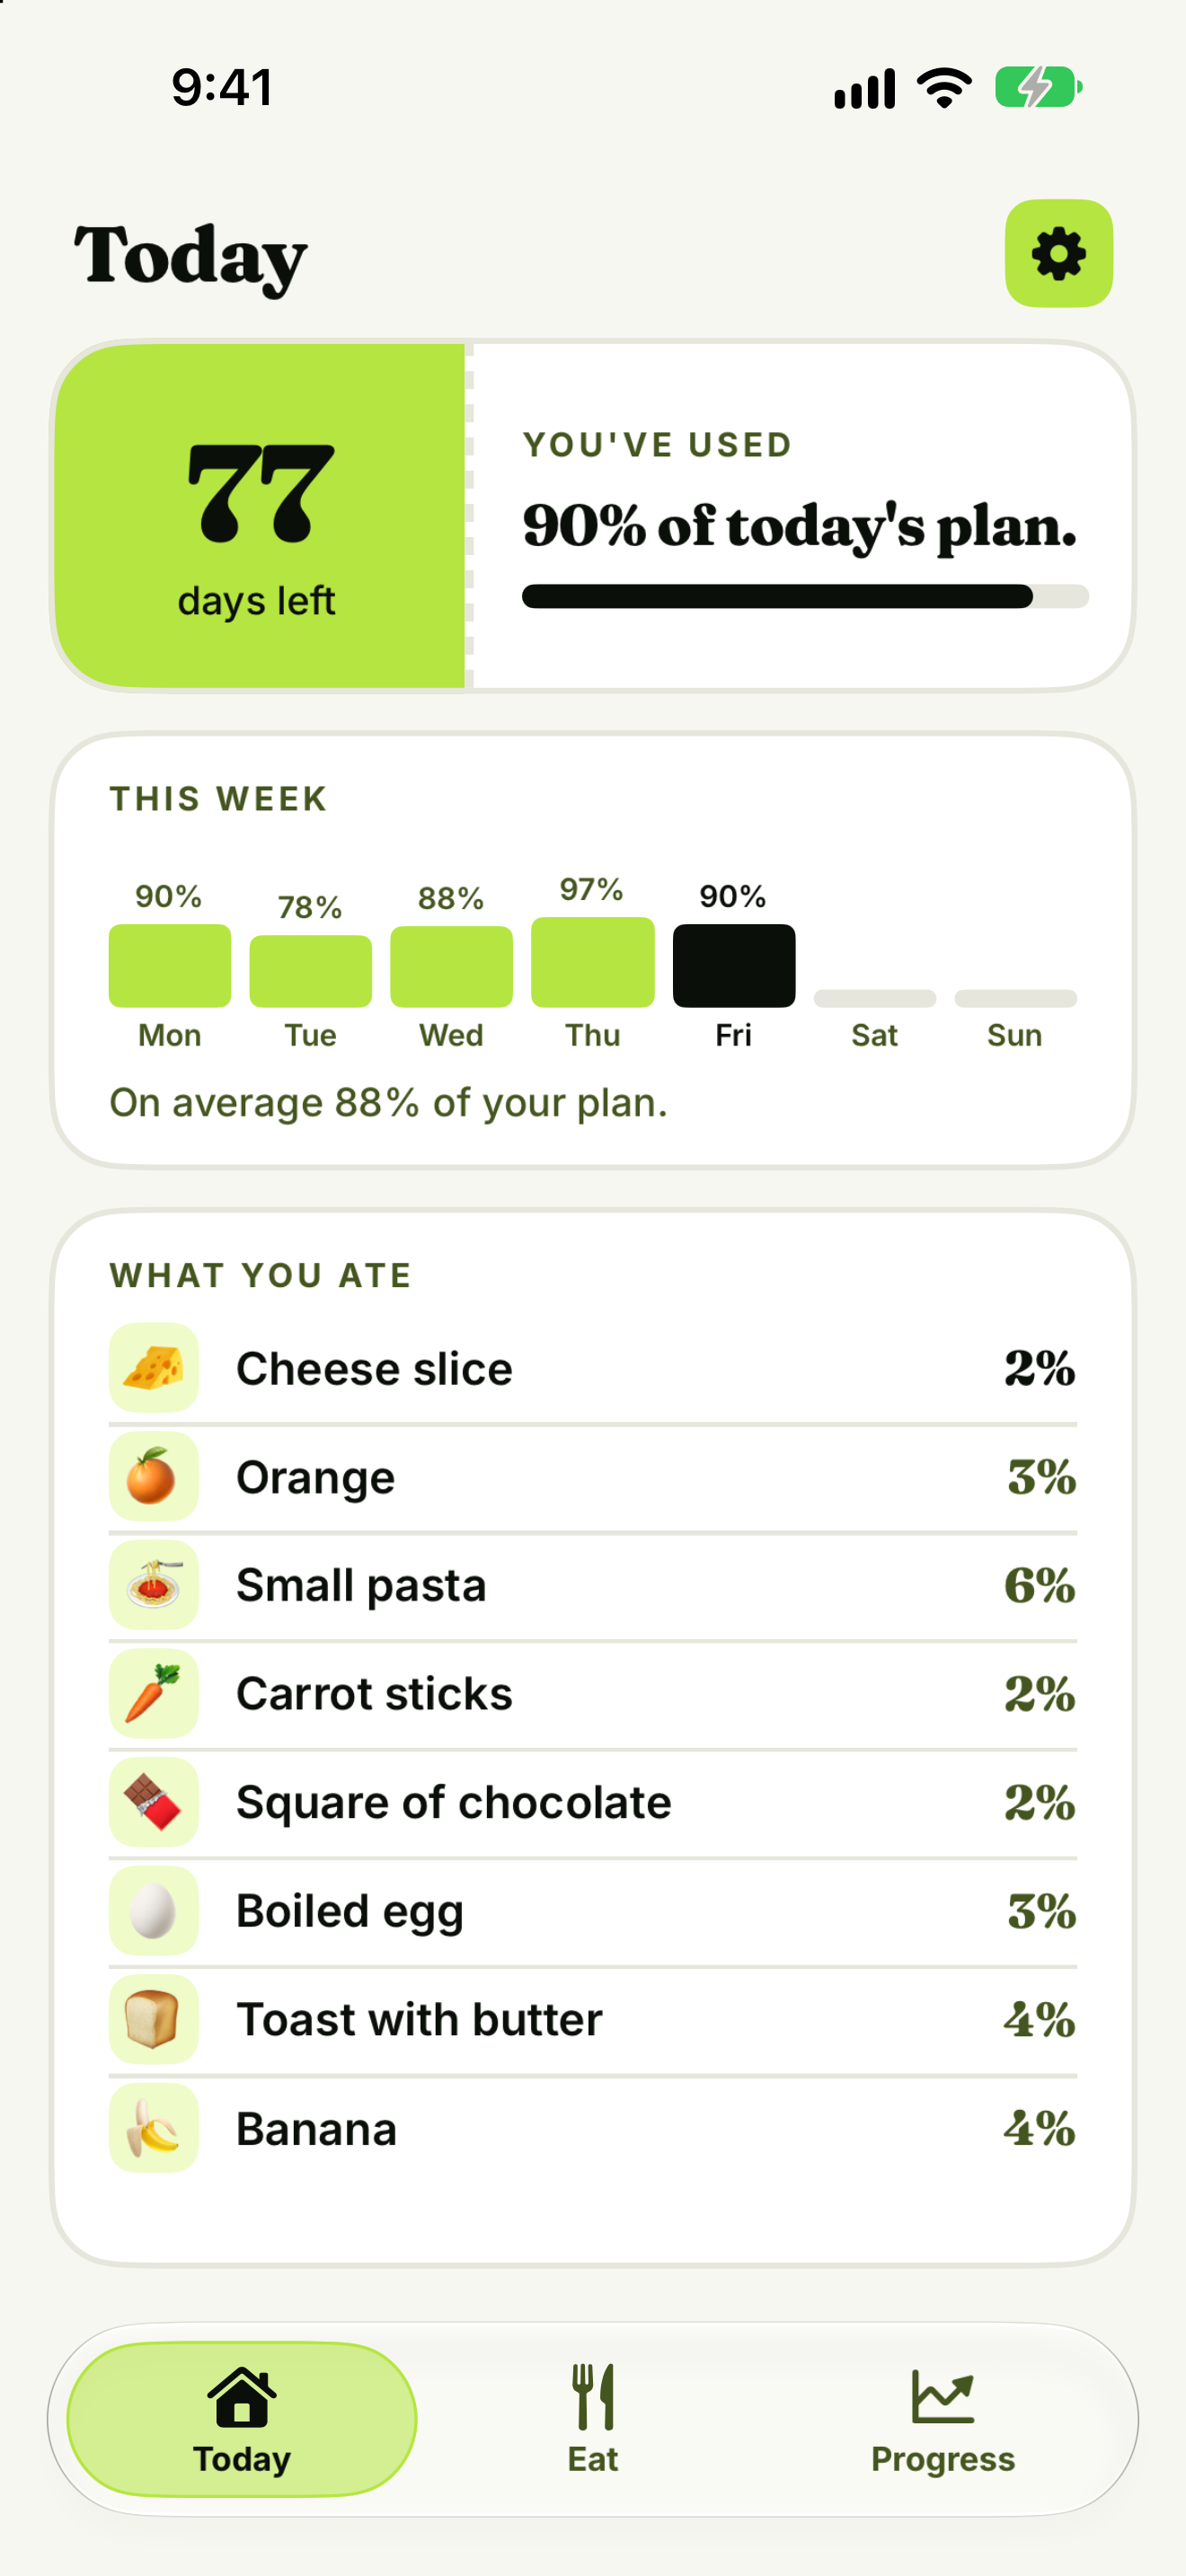 9:41
Today
77
days left
YOU'VE USED
90% of today's plan.
THIS WEEK
90% 78% 88% 97% 90%
Mon Tue Wed Thu Fri Sat Sun
On average 88% of your plan.
WHAT YOU ATE
Cheese slice 2%
Orange 3%
Small pasta 6%
Carrot sticks 2%
Square of chocolate 2%
Boiled egg 3%
Toast with butter 4%
Banana 4%
Today Eat Progress